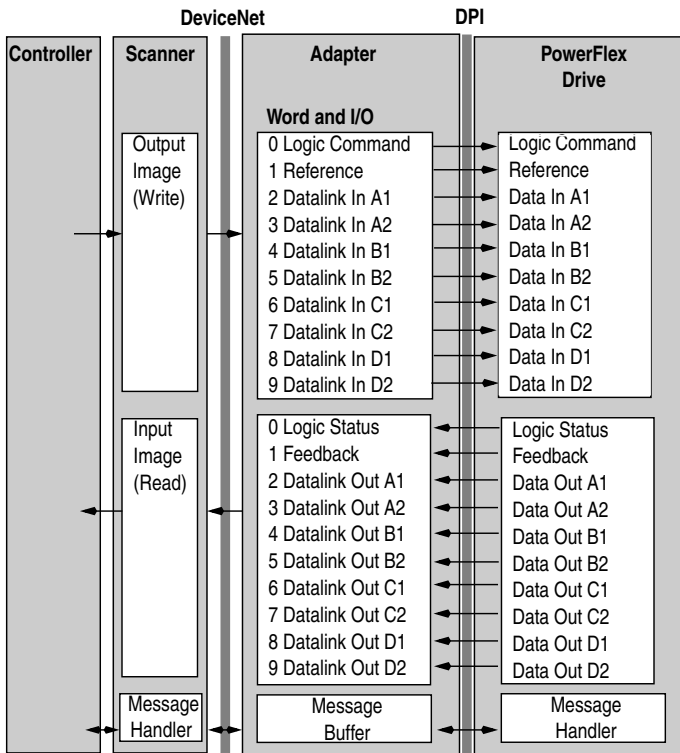 DeviceNet
DPI
Controller
Scanner
Adapter
PowerFlex
Drive
Word and I/O
Output
Image
(Write)
0 Logic Command
1 Reference
2 Datalink In A1
3 Datalink In A2
4 Datalink In B1
5 Datalink In B2
6 Datalink In C1
7 Datalink In C2
8 Datalink In D1
9 Datalink In D2
Logic Command
Reference
Data In A1
Data In A2
Data In B1
Data In B2
Data In C1
Data In C2
Data In D1
Data In D2
Input
Image
(Read)
0 Logic Status
1 Feedback
2 Datalink Out A1
3 Datalink Out A2
4 Datalink Out B1
5 Datalink Out B2
6 Datalink Out C1
7 Datalink Out C2
8 Datalink Out D1
9 Datalink Out D2
Logic Status
Feedback
Data Out A1
Data Out A2
Data Out B1
Data Out B2
Data Out C1
Data Out C2
Data Out D1
Data Out D2
Message
Handler
Message
Buffer
Message
Handler